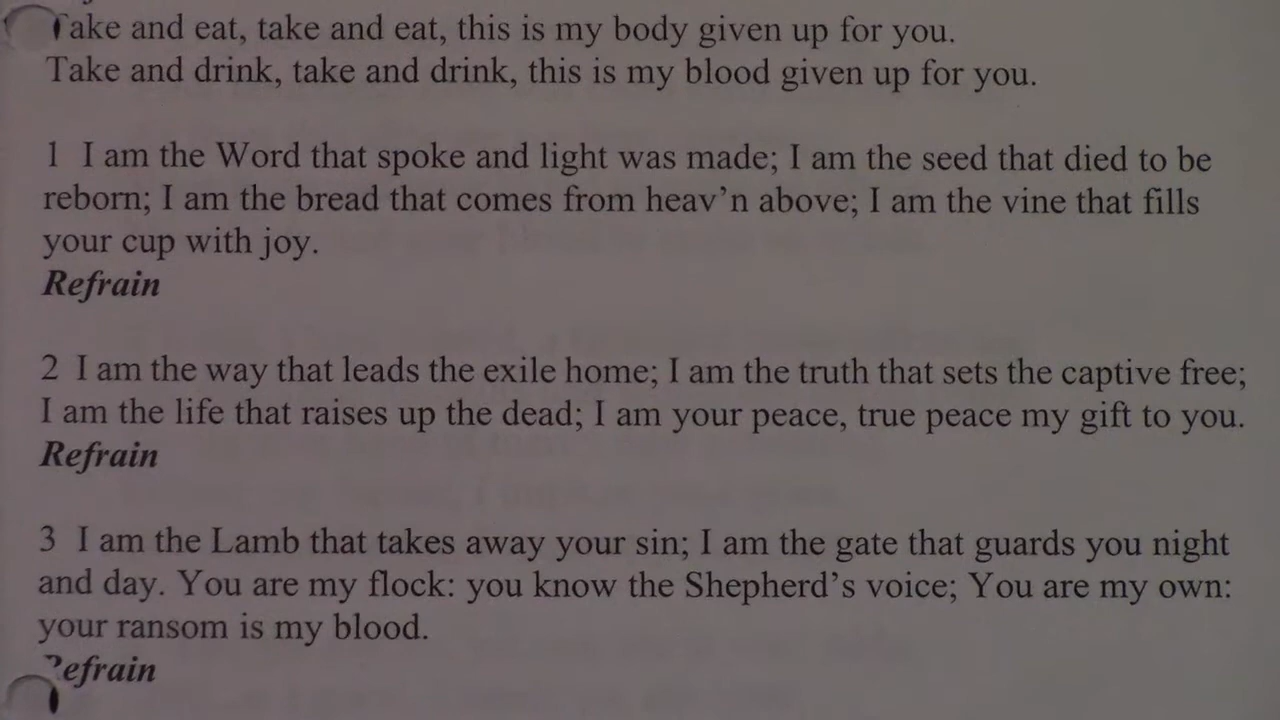 Take and eat, take and eat, this is my body given up for you.
Take and drink, take and drink, this is my blood given up for you.
1 I am the Word that spoke and light was made; I am the seed that died to be
reborn; I am the bread that comes from heav’n above; I am the vine that fills
your cup with joy.
Refrain
2 I am the way that leads the exile home; I am the truth that sets the captive free;
I am the life that raises up the dead; I am your peace, true peace my gift to you.
Refrain
3 I am the Lamb that takes away your sin; I am the gate that guards you night
and day. You are my flock: you know the Shepherd’s voice; You are my own:
your ransom is my blood.
Refrain